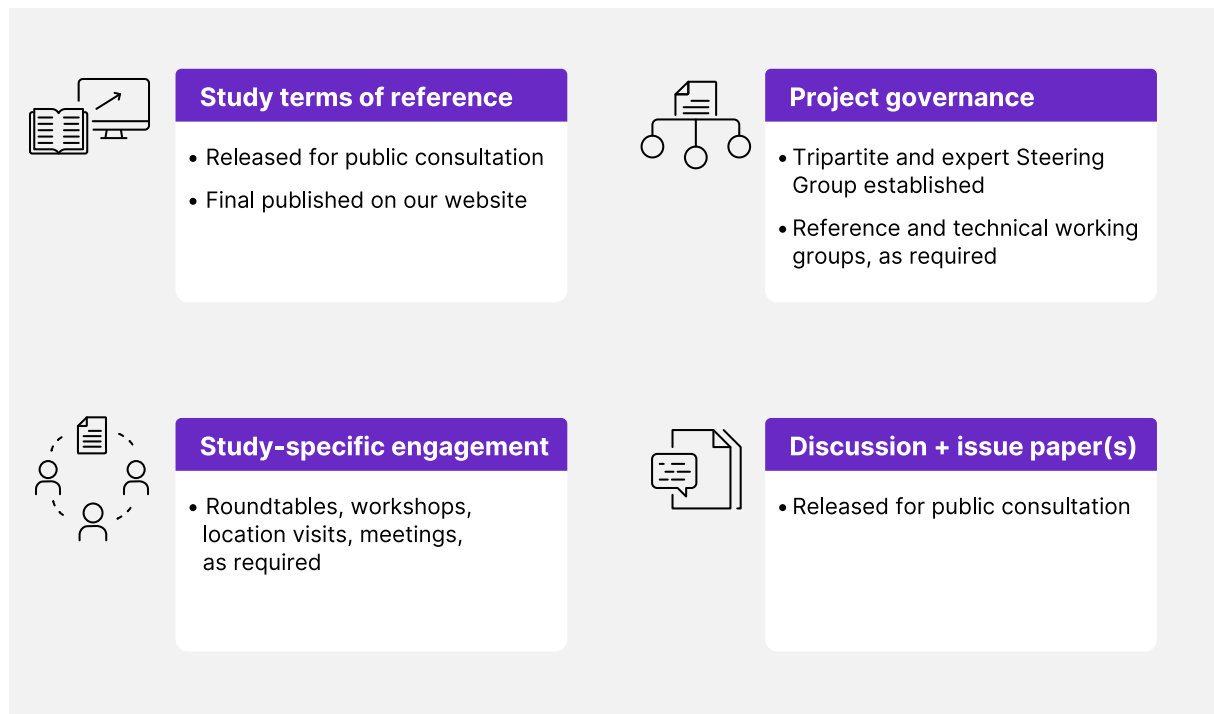 Study terms of reference
• Released for public consultation
• Final published on our website
Project governance
• Tripartite and expert Steering
Group established
• Reference and technical working
groups, as required
Study-specific engagement
• Roundtables, workshops,
location visits, meetings,
as required
Discussion + issue paper(s)
• Released for public consultation